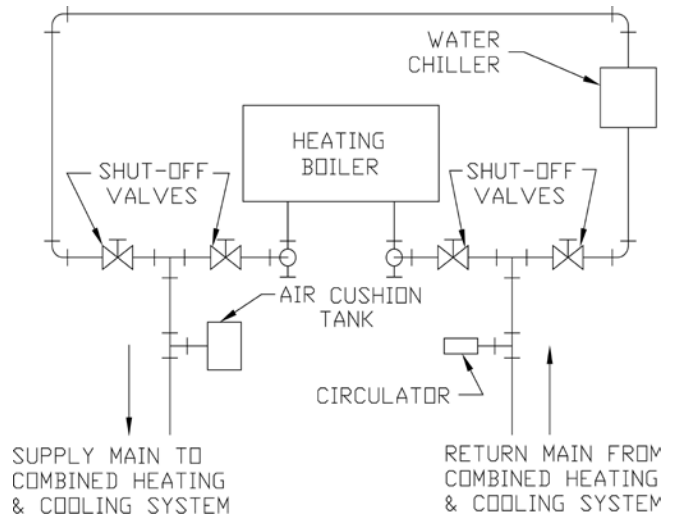 WATER
CHILLER
HEATING
BOILER
SHUT-OFF
VALVES
SHUT-OFF
VALVES
AIR CUSHION
TANK
CIRCULATOR
SUPPLY MAIN TO
COMBINED HEATING
& COOLING SYSTEM
RETURN MAIN FROM
COMBINED HEATING
& COOLING SYSTEM